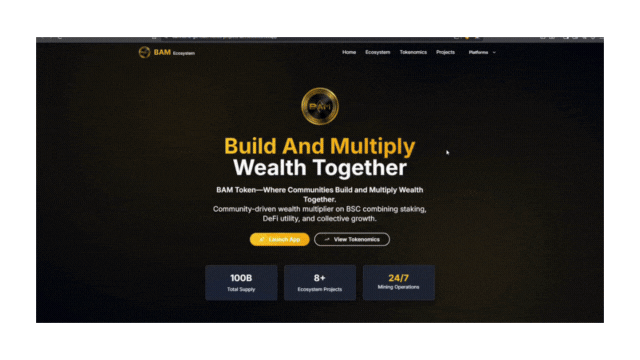 BAM Ecosystem
Home Ecosystem Tokenomics Projects Platforms
BAM
Build And Multiply
Wealth Together
BAM Token—Where Communities Build and Multiply Wealth
Together.
Community-driven wealth multiplier on BSC combining staking,
DeFi utility, and collective growth.
Launch App View Tokenomics
100B 8+ 24/7
Total Supply Ecosystem Projects Mining Operations